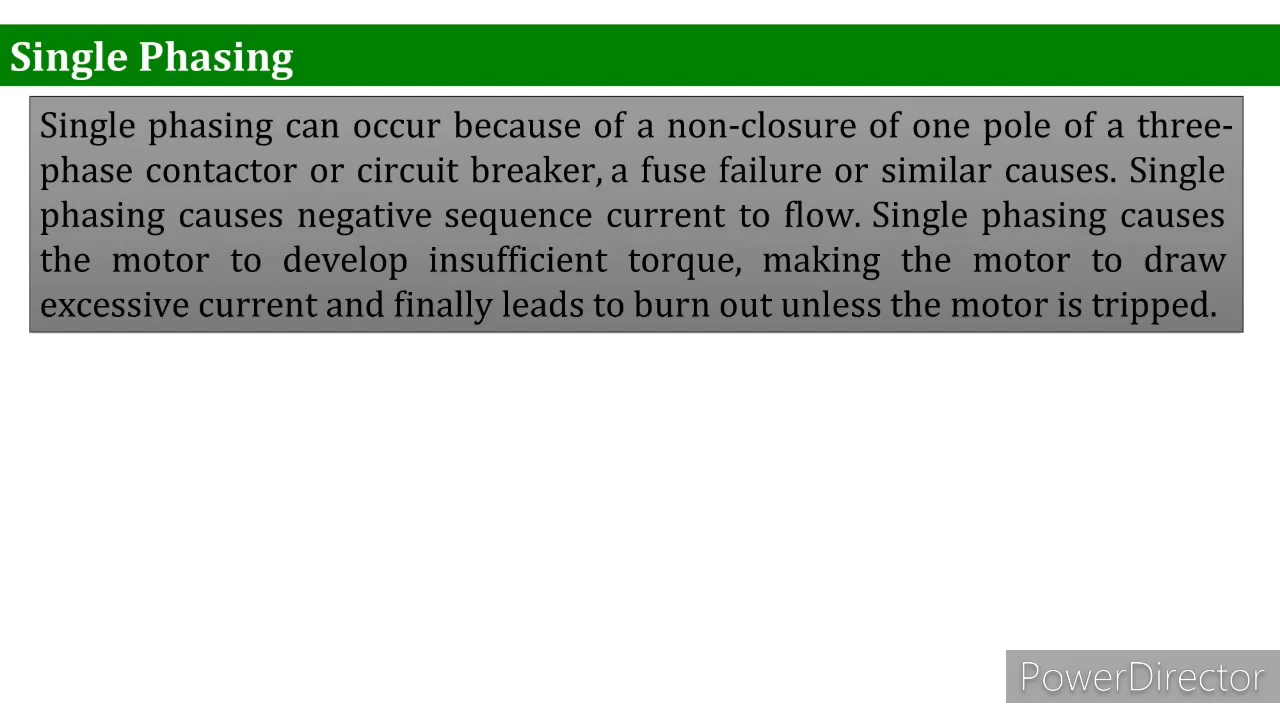 Single Phasing
Single phasing can occur because of a non-closure of one pole of a three-
phase contactor or circuit breaker, a fuse failure or similar causes. Single
phasing causes negative sequence current to flow. Single phasing causes
the motor to develop insufficient torque, making the motor to draw
excessive current and finally leads to burn out unless the motor is tripped.
PowerDirector